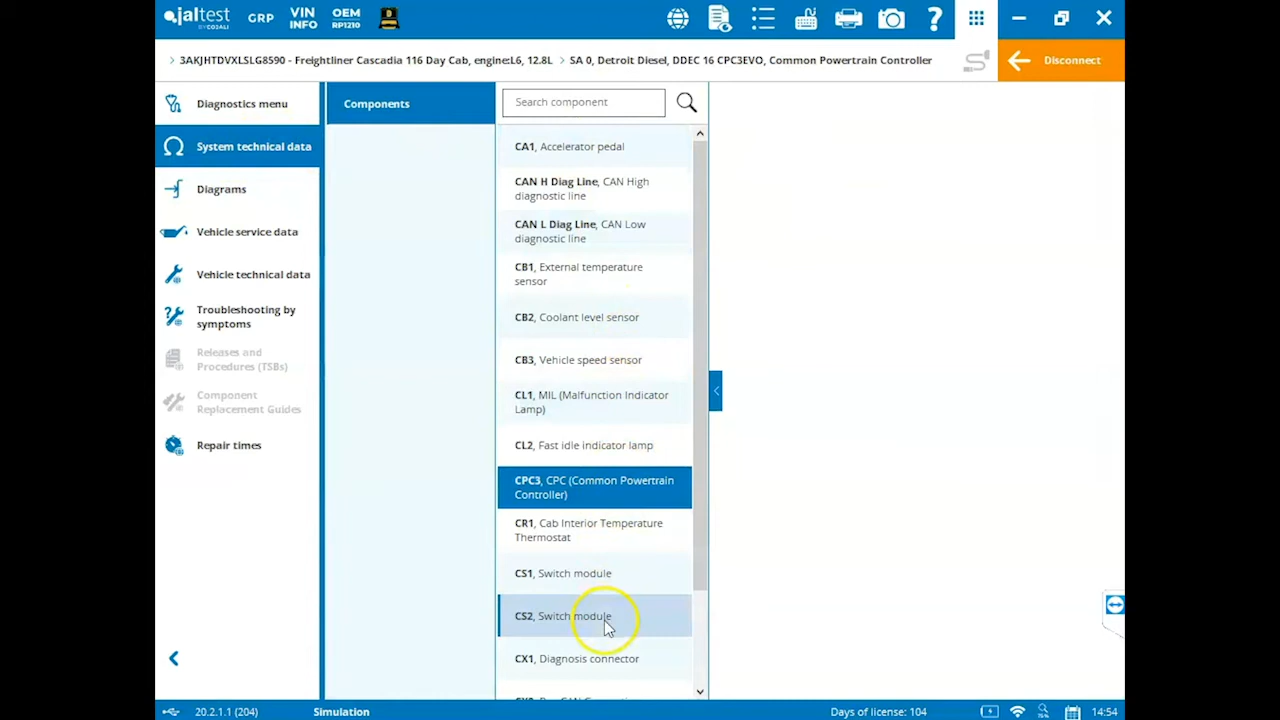 jaltest
BY COJALI
GRP
VIN
INFO
OEM
RP1210
3AKJHTDVXLSLG8590 - Freightliner Cascadia 116 Day Cab, engine:L6, 12.8L
SA 0, Detroit Diesel, DDEC 16 CPC3EVO, Common Powertrain Controller
Disconnect
Diagnostics menu
System technical data
Diagrams
Vehicle service data
Vehicle technical data
Troubleshooting by
symptoms
Releases and
Procedures (TSBs)
Component
Replacement Guides
Repair times
Components
Search component
CA1, Accelerator pedal
CAN H Diag Line, CAN High
diagnostic line
CAN L Diag Line, CAN Low
diagnostic line
CB1, External temperature
sensor
CB2, Coolant level sensor
CB3, Vehicle speed sensor
CL1, MIL (Malfunction Indicator
Lamp)
CL2, Fast idle indicator lamp
CPC3, CPC (Common Powertrain
Controller)
CR1, Cab Interior Temperature
Thermostat
CS1, Switch module
CS2, Switch module
CX1, Diagnosis connector
20.2.1.1 (204)
Simulation
Days of license: 104
14:54